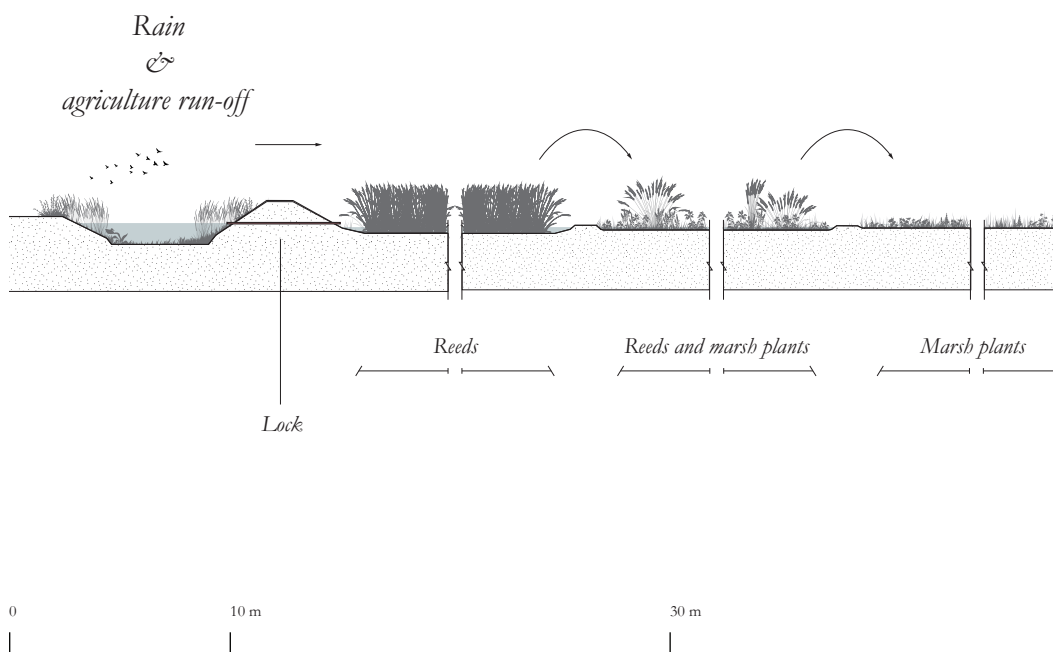 Rain
&
agriculture run-off
Reeds
Reeds and marsh plants
Marsh plants
Lock
0
10 m
30 m